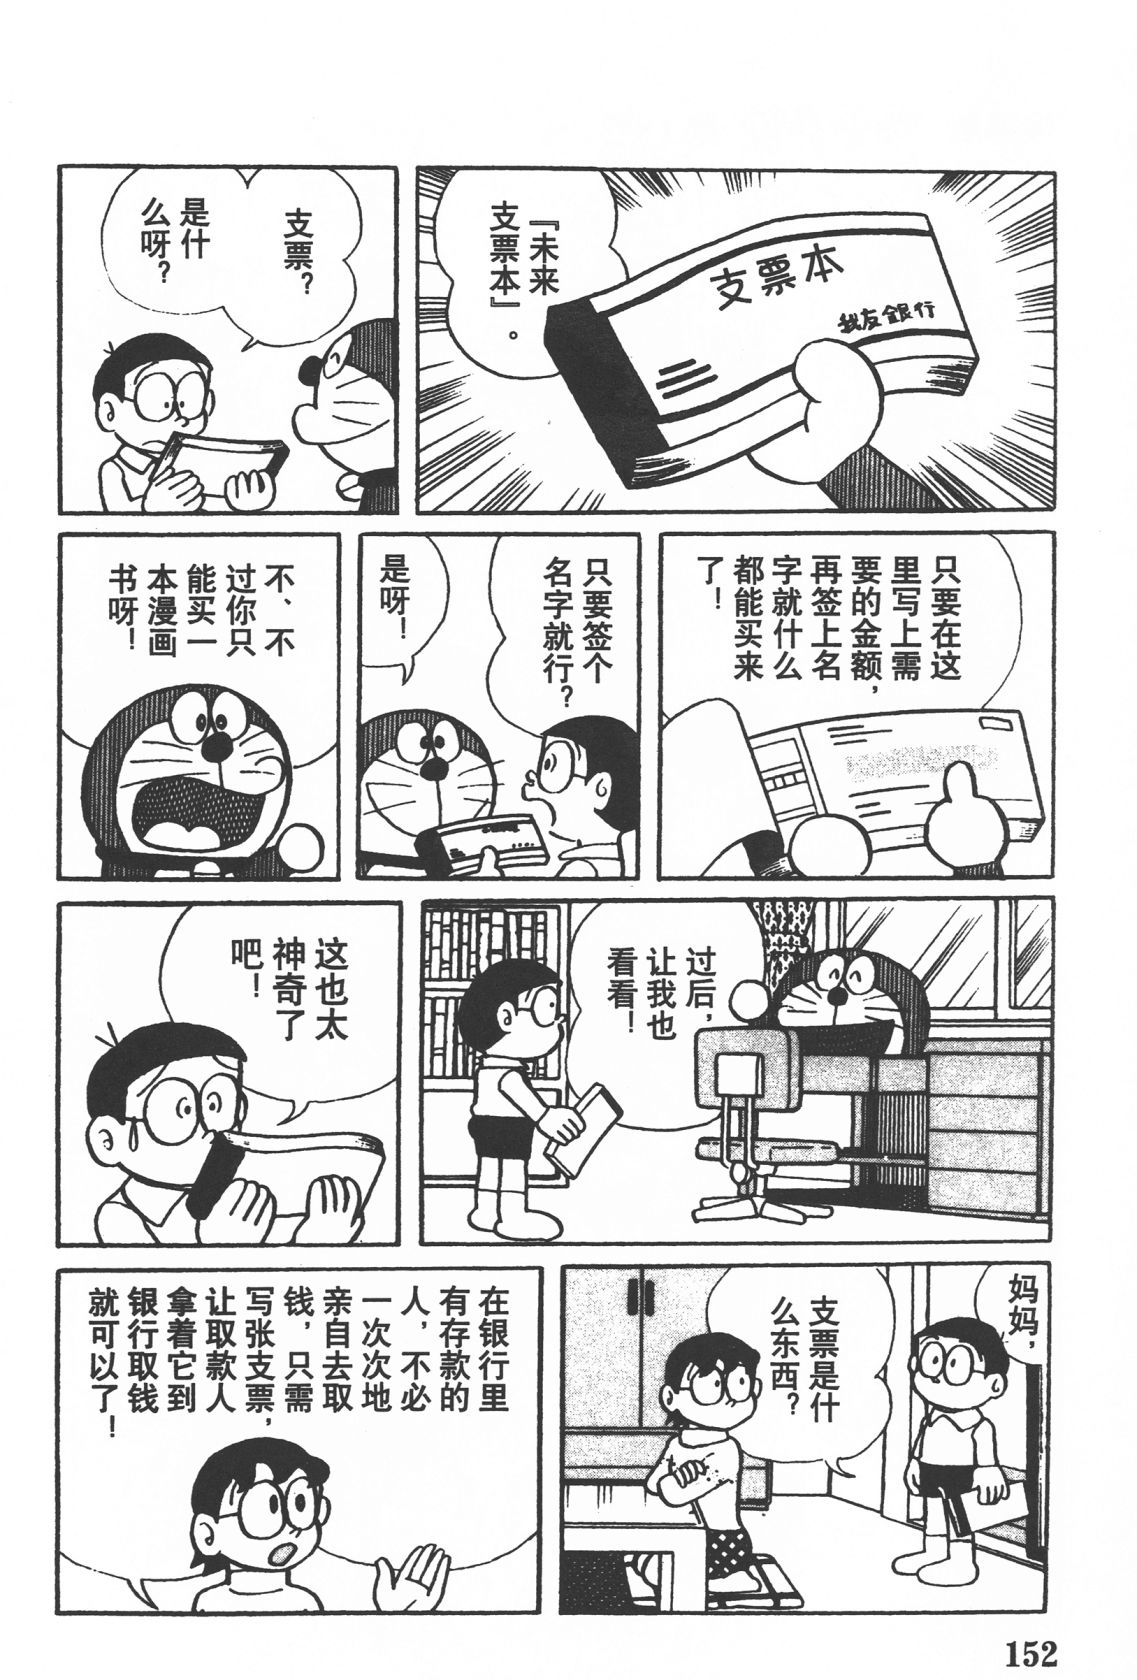 『未来
支票本』。
支票本
我友銀行
支票？
是什
么呀？
只要在这
里写上需
要的金额，
再签上名
字就什么
都能买来
了！
只要签个
名字就行？
是呀！
不、不
过你只
能买一
本漫画
书呀！
过后，
让我也
看看！
这也太
神奇了
吧！
妈妈，
支票是什
么东西？
在银行里
有存款的
人，不必
一次次地
亲自去取
钱，只需
写张支票，
让取款人
拿着它到
银行取钱
就可以了！
152